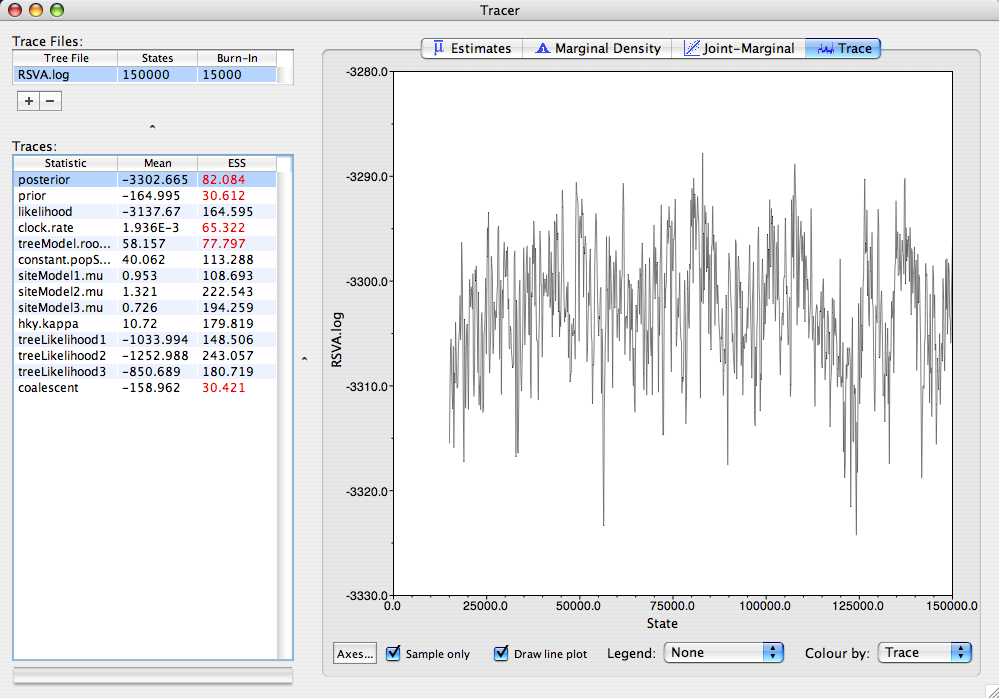 Tracer
Trace Files:
Tree File States Burn-In
RSVA.log 150000 15000
+ −
Traces:
Statistic Mean ESS
posterior -3302.665 82.084
prior -164.995 30.612
likelihood -3137.67 164.595
clock.rate 1.936E-3 65.322
treeModel.roo... 58.157 77.797
constant.popS... 40.062 113.288
siteModel1.mu 0.953 108.693
siteModel2.mu 1.321 222.543
siteModel3.mu 0.726 194.259
hky.kappa 10.72 179.819
treeLikelihood1 -1033.994 148.506
treeLikelihood2 -1252.988 243.057
treeLikelihood3 -850.689 180.719
coalescent -158.962 30.421
Estimates Marginal Density Joint-Marginal Trace
-3280.0
-3290.0
-3300.0
-3310.0
-3320.0
-3330.0
RSVA.log
0.0 25000.0 50000.0 75000.0 100000.0 125000.0 150000.0
State
Axes... Sample only Draw line plot Legend: None Colour by: Trace